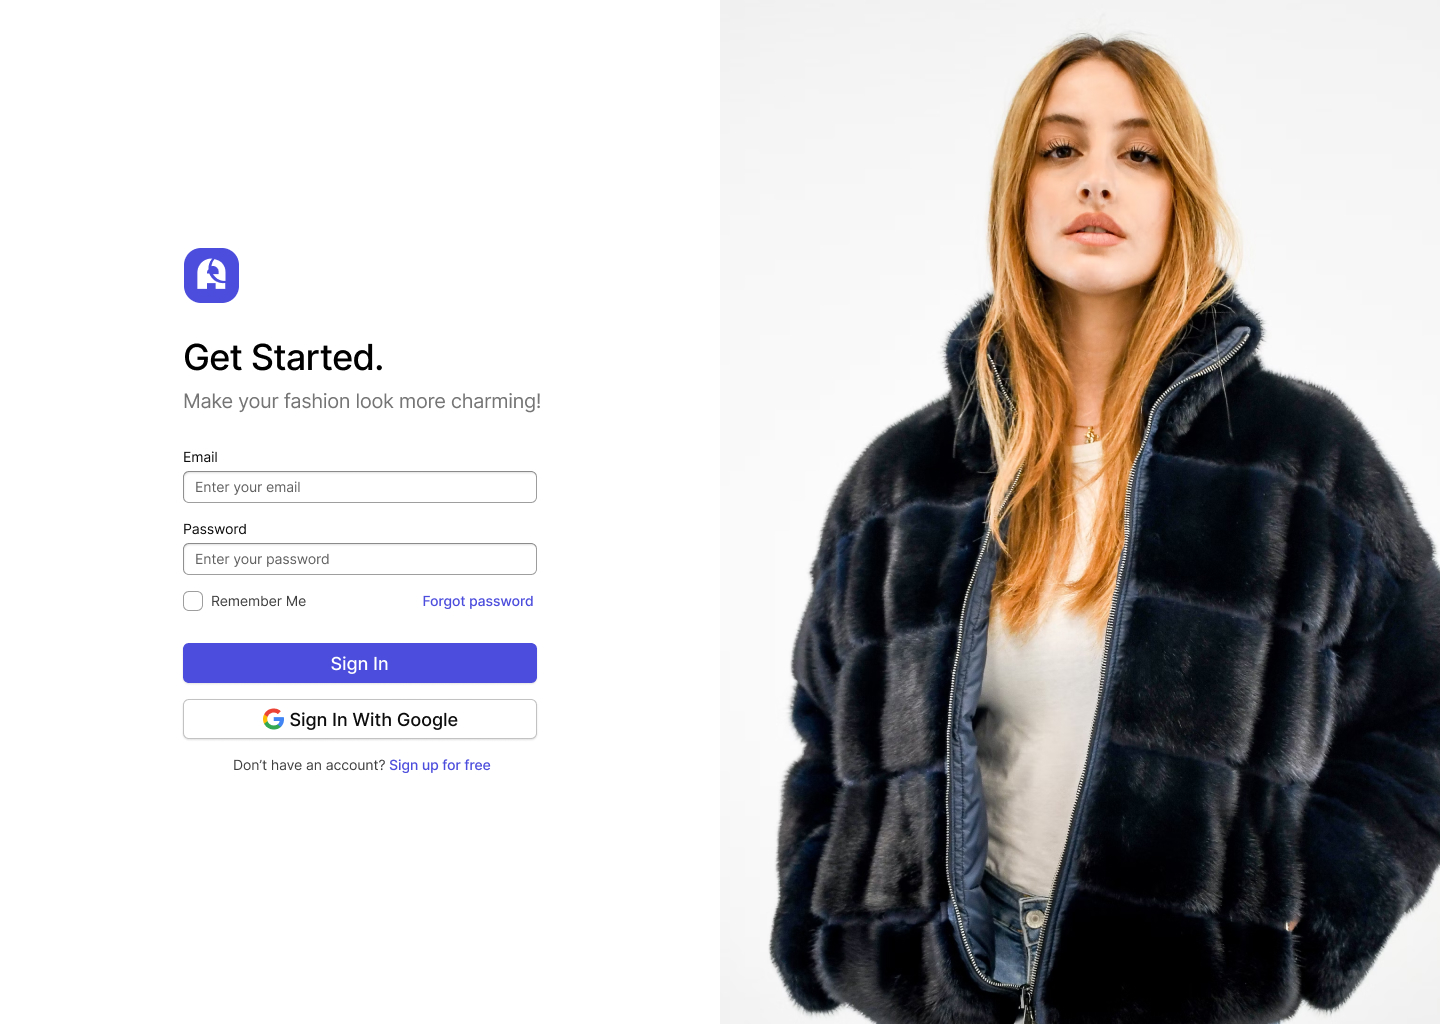 Get Started.
Make your fashion look more charming!
Email
Enter your email
Password
Enter your password
Remember Me
Forgot password
Sign In
Sign In With Google
Don’t have an account? Sign up for free